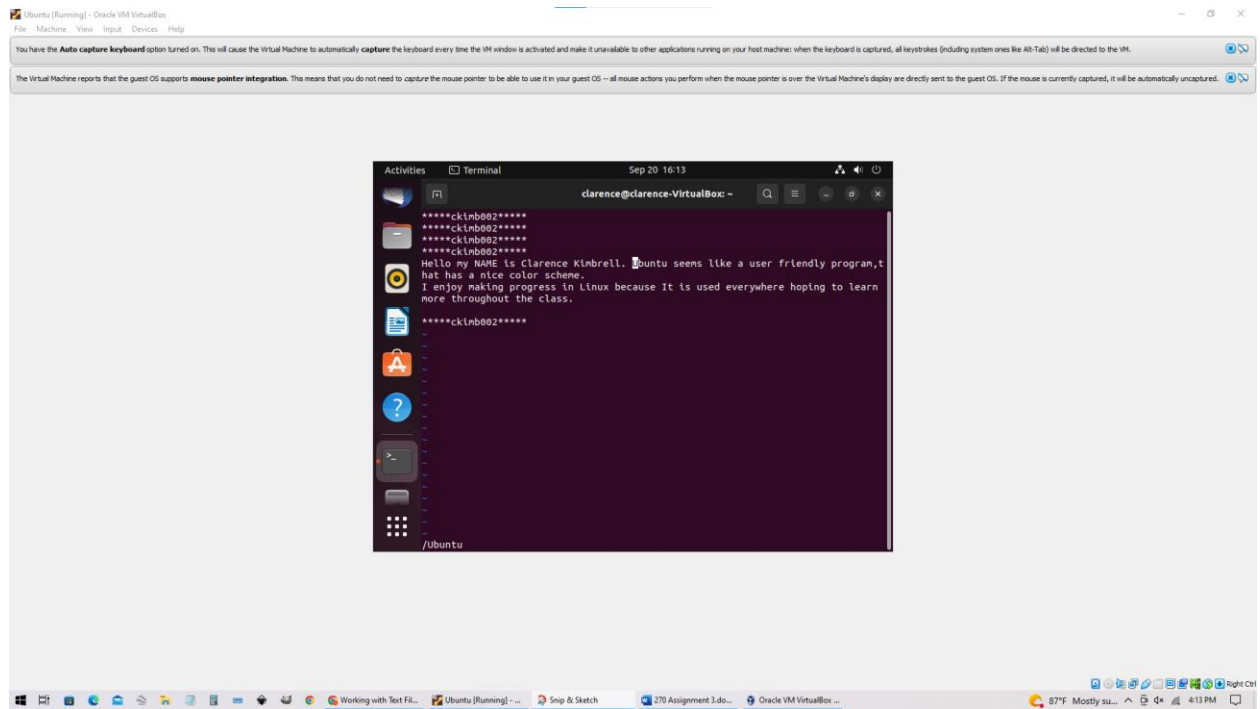 Ubuntu [Running] - Oracle VM VirtualBox
File Machine View Input Devices Help
You have the Auto capture keyboard option turned on. This will cause the Virtual Machine to automatically capture the keyboard every time the VM window is activated and make it unavailable to other applications running on your host machine: when the keyboard is captured, all keystrokes (including system ones like Alt-Tab) will be directed to the VM.
The Virtual Machine reports that the guest OS supports mouse pointer integration. This means that you do not need to capture the mouse pointer to be able to use it in your guest OS -- all mouse actions you perform when the mouse pointer is over the Virtual Machine's display are directly sent to the guest OS. If the mouse is currently captured, it will be automatically uncaptured.
Activities Terminal Sep 20 16:13
clarence@clarence-VirtualBox: ~
*****ckimb002*****
*****ckimb002*****
*****ckimb002*****
*****ckimb002*****
Hello my NAME is Clarence Kimbrell. Ubuntu seems like a user friendly program,t
hat has a nice color scheme.
I enjoy making progress in Linux because It is used everywhere hoping to learn
more throughout the class.
*****ckimb002*****
/Ubuntu
Right Ctrl
Working with Text Fil... Ubuntu [Running] - ... Snip & Sketch 270 Assignment 3.do... Oracle VM VirtualBox ... 87°F Mostly su... 4:13 PM